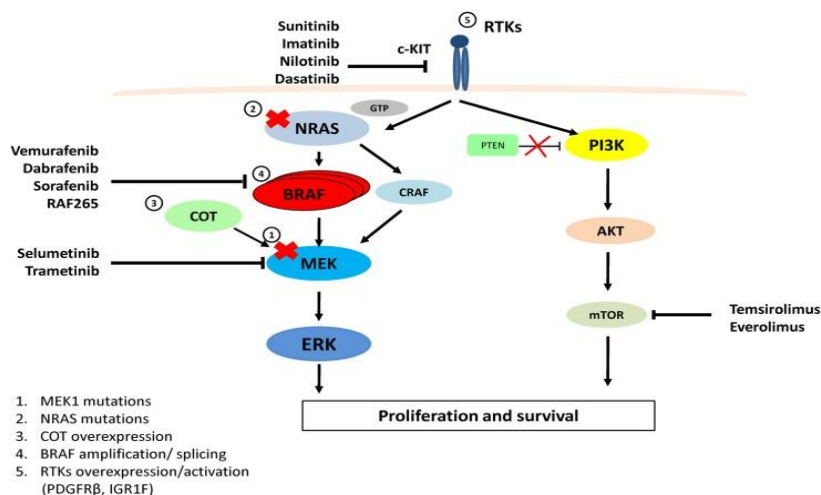 Sunitinib
Imatinib
Nilotinib
Dasatinib
c-KIT
5
RTKs
2
GTP
NRAS
PTEN
PI3K
Vemurafenib
Dabrafenib
Sorafenib
RAF265
4
BRAF
CRAF
3
COT
AKT
1
Selumetinib
Trametinib
MEK
mTOR
Temsirolimus
Everolimus
ERK
Proliferation and survival
1. MEK1 mutations
2. NRAS mutations
3. COT overexpression
4. BRAF amplification/ splicing
5. RTKs overexpression/activation
(PDGFRβ, IGR1F)